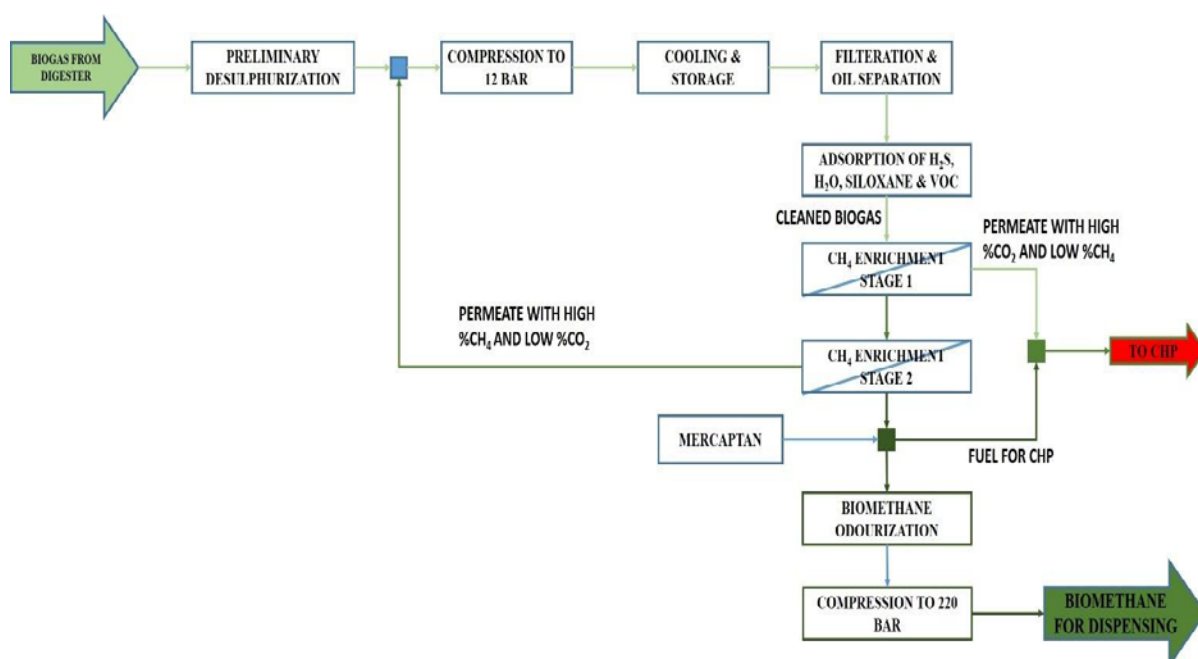 BIOGAS FROM
DIGESTER
PRELIMINARY
DESULPHURIZATION
COMPRESSION TO
12 BAR
COOLING &
STORAGE
FILTERATION &
OIL SEPARATION
ADSORPTION OF H₂S,
H₂O, SILOXANE & VOC
CLEANED BIOGAS
PERMEATE WITH HIGH
%CO₂ AND LOW %CH₄
CH₄ ENRICHMENT
STAGE 1
PERMEATE WITH HIGH
%CH₄ AND LOW %CO₂
CH₄ ENRICHMENT
STAGE 2
TO CHP
MERCAPTAN
FUEL FOR CHP
BIOMETHANE
ODOURIZATION
COMPRESSION TO 220
BAR
BIOMETHANE
FOR DISPENSING